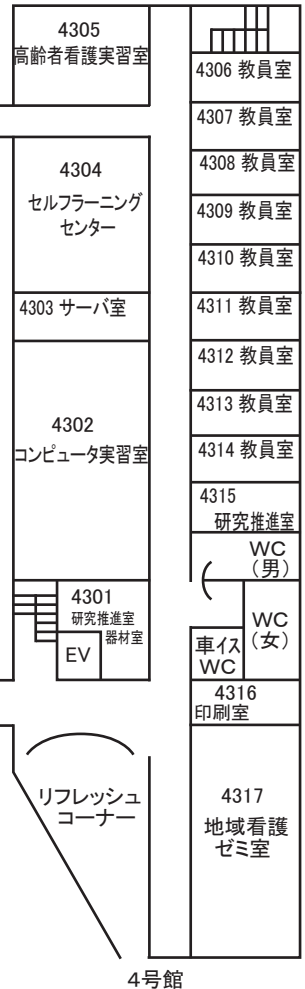 4305
高齢者看護実習室
4306 教員室
4307 教員室
4308 教員室
4304
セルフラーニング
センター
4309 教員室
4310 教員室
4303 サーバ室
4311 教員室
4312 教員室
4313 教員室
4302
コンピュータ実習室
4314 教員室
4315
研究推進室
WC
(男)
4301
研究推進室
器材室
EV
WC
(女)
車イス
WC
4316
印刷室
リフレッシュ
コーナー
4317
地域看護
ゼミ室
4号館